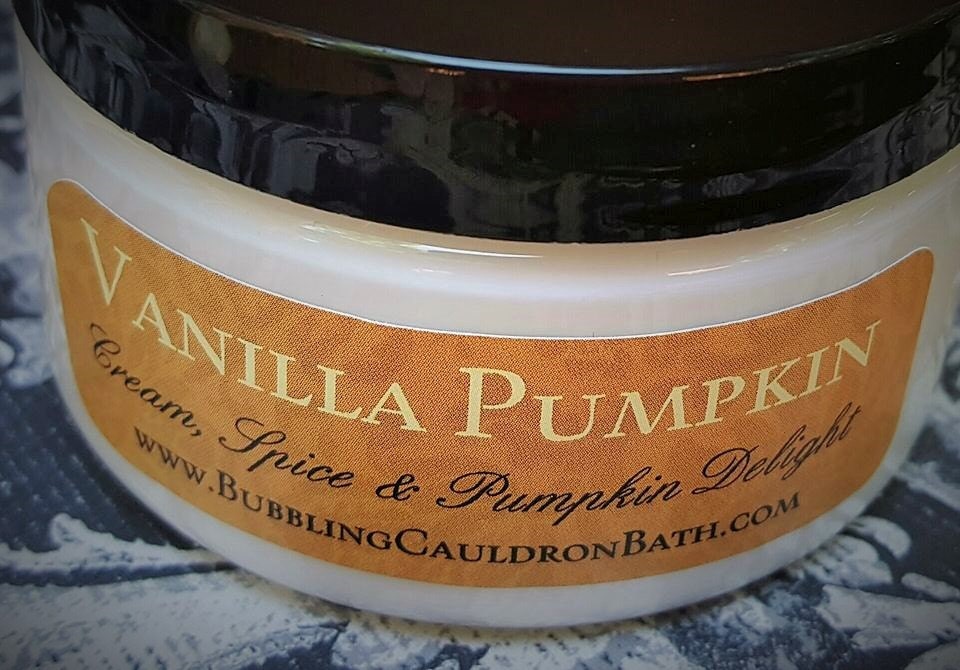 Vanilla Pumpkin
Cream, Spice & Pumpkin Delight
www.BubblingCauldronBath.com